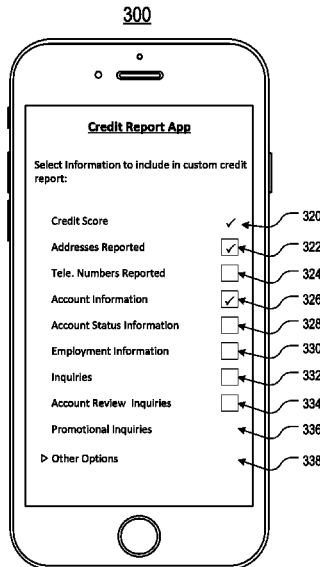 300
Credit Report App
Select Information to include in custom credit
report:
Credit Score ✓ 320
Addresses Reported ✓ 322
Tele. Numbers Reported 324
Account Information ✓ 326
Account Status Information 328
Employment Information 330
Inquiries 332
Account Review Inquiries 334
Promotional Inquiries 336
Other Options 338